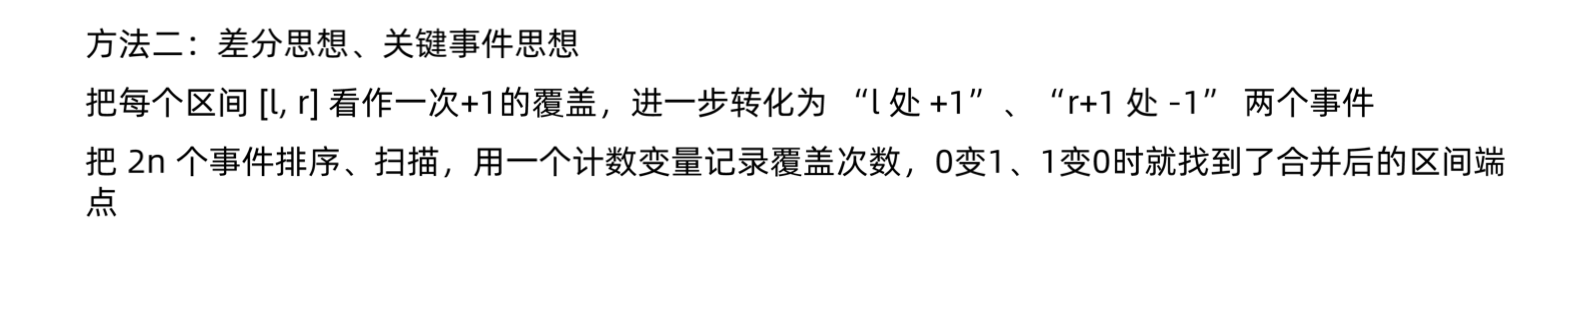 方法二：差分思想、关键事件思想
把每个区间 [l, r] 看作一次+1的覆盖，进一步转化为 “l 处 +1” 、“r+1 处 -1” 两个事件
把 2n 个事件排序、扫描，用一个计数变量记录覆盖次数，0变1、1变0时就找到了合并后的区间端
点